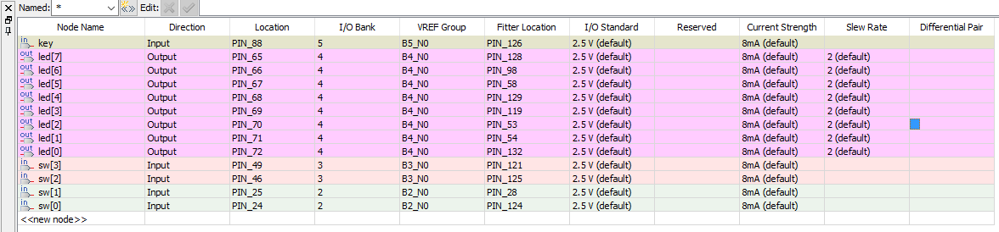 Named: * Edit:
Node Name Direction Location I/O Bank VREF Group Fitter Location I/O Standard Reserved Current Strength Slew Rate Differential Pair
in key Input PIN_88 5 B5_N0 PIN_126 2.5 V (default) 8mA (default)
out led[7] Output PIN_65 4 B4_N0 PIN_128 2.5 V (default) 8mA (default) 2 (default)
out led[6] Output PIN_66 4 B4_N0 PIN_98 2.5 V (default) 8mA (default) 2 (default)
out led[5] Output PIN_67 4 B4_N0 PIN_58 2.5 V (default) 8mA (default) 2 (default)
out led[4] Output PIN_68 4 B4_N0 PIN_129 2.5 V (default) 8mA (default) 2 (default)
out led[3] Output PIN_69 4 B4_N0 PIN_119 2.5 V (default) 8mA (default) 2 (default)
out led[2] Output PIN_70 4 B4_N0 PIN_53 2.5 V (default) 8mA (default) 2 (default)
out led[1] Output PIN_71 4 B4_N0 PIN_54 2.5 V (default) 8mA (default) 2 (default)
out led[0] Output PIN_72 4 B4_N0 PIN_132 2.5 V (default) 8mA (default) 2 (default)
in sw[3] Input PIN_49 3 B3_N0 PIN_121 2.5 V (default) 8mA (default)
in sw[2] Input PIN_46 3 B3_N0 PIN_125 2.5 V (default) 8mA (default)
in sw[1] Input PIN_25 2 B2_N0 PIN_28 2.5 V (default) 8mA (default)
in sw[0] Input PIN_24 2 B2_N0 PIN_124 2.5 V (default) 8mA (default)
<<new node>>